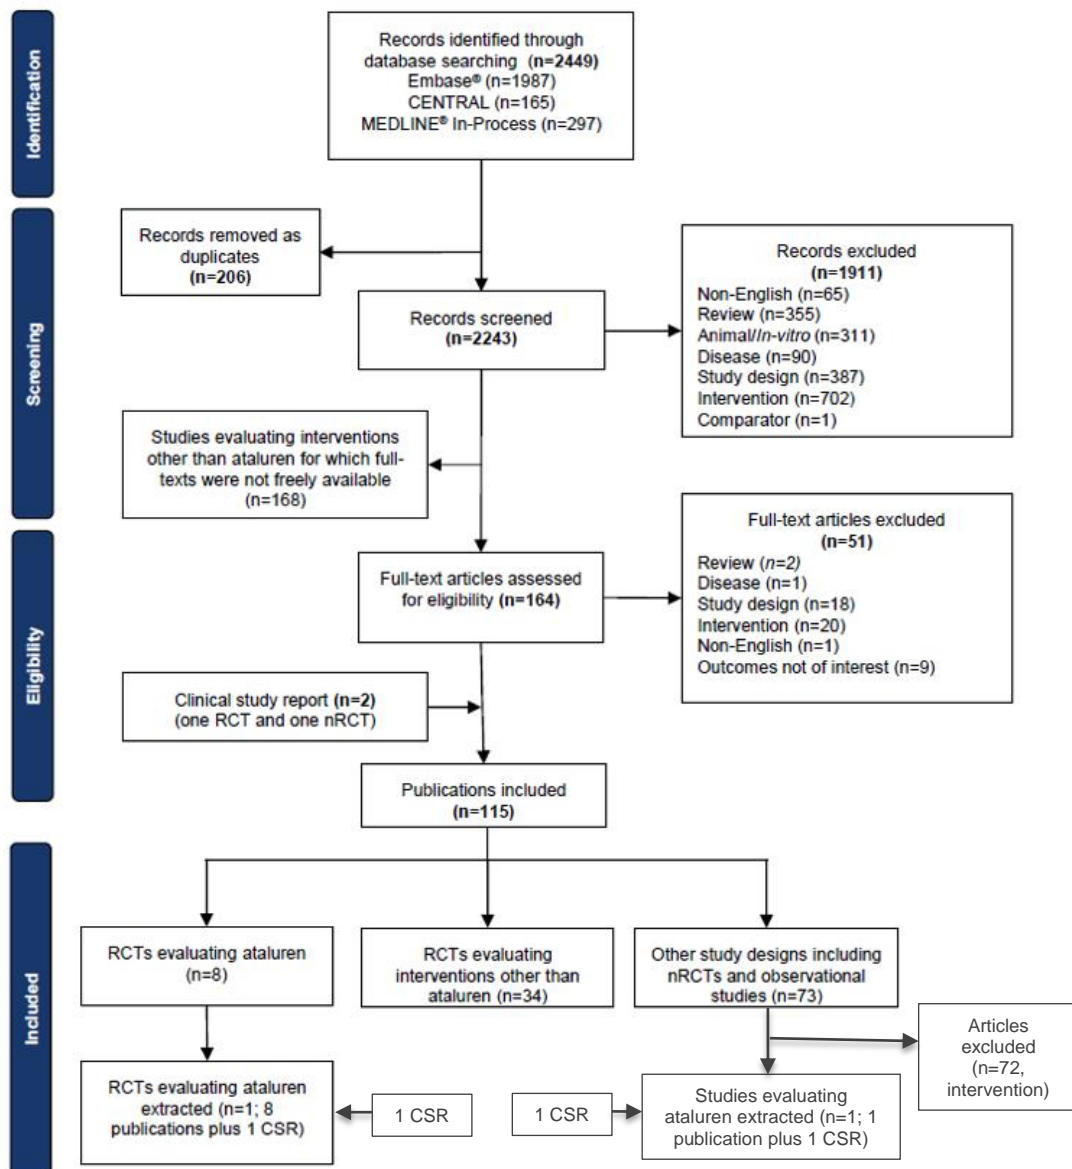 Identification
Records identified through
database searching (n=2449)
Embase® (n=1987)
CENTRAL (n=165)
MEDLINE® In-Process (n=297)
Screening
Records removed as
duplicates
(n=206)
Records screened
(n=2243)
Records excluded
(n=1911)
Non-English (n=65)
Review (n=355)
Animal/In-vitro (n=311)
Disease (n=90)
Study design (n=387)
Intervention (n=702)
Comparator (n=1)
Studies evaluating interventions
other than ataluren for which full-
texts were not freely available
(n=168)
Eligibility
Full-text articles assessed
for eligibility (n=164)
Full-text articles excluded
(n=51)
Review (n=2)
Disease (n=1)
Study design (n=18)
Intervention (n=20)
Non-English (n=1)
Outcomes not of interest (n=9)
Clinical study report (n=2)
(one RCT and one nRCT)
Publications included
(n=115)
Included
RCTs evaluating ataluren
(n=8)
RCTs evaluating
interventions other than
ataluren (n=34)
Other study designs including
nRCTs and observational
studies (n=73)
Articles
excluded
(n=72,
intervention)
RCTs evaluating ataluren
extracted (n=1; 8
publications plus 1 CSR)
1 CSR
1 CSR
Studies evaluating
ataluren extracted (n=1; 1
publication plus 1 CSR)